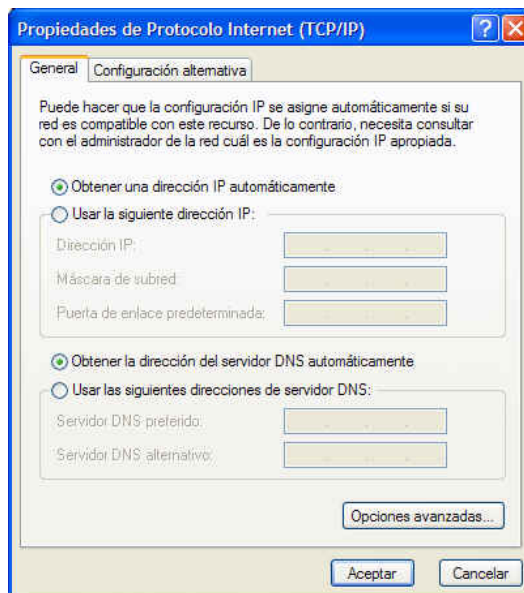 Propiedades de Protocolo Internet (TCP/IP)
General
Configuración alternativa
Puede hacer que la configuración IP se asigne automáticamente si su
red es compatible con este recurso. De lo contrario, necesita consultar
con el administrador de la red cuál es la configuración IP apropiada.
Obtener una dirección IP automáticamente
Usar la siguiente dirección IP:
Dirección IP:
Máscara de subred:
Puerta de enlace predeterminada:
Obtener la dirección del servidor DNS automáticamente
Usar las siguientes direcciones de servidor DNS:
Servidor DNS preferido:
Servidor DNS alternativo:
Opciones avanzadas...
Aceptar
Cancelar